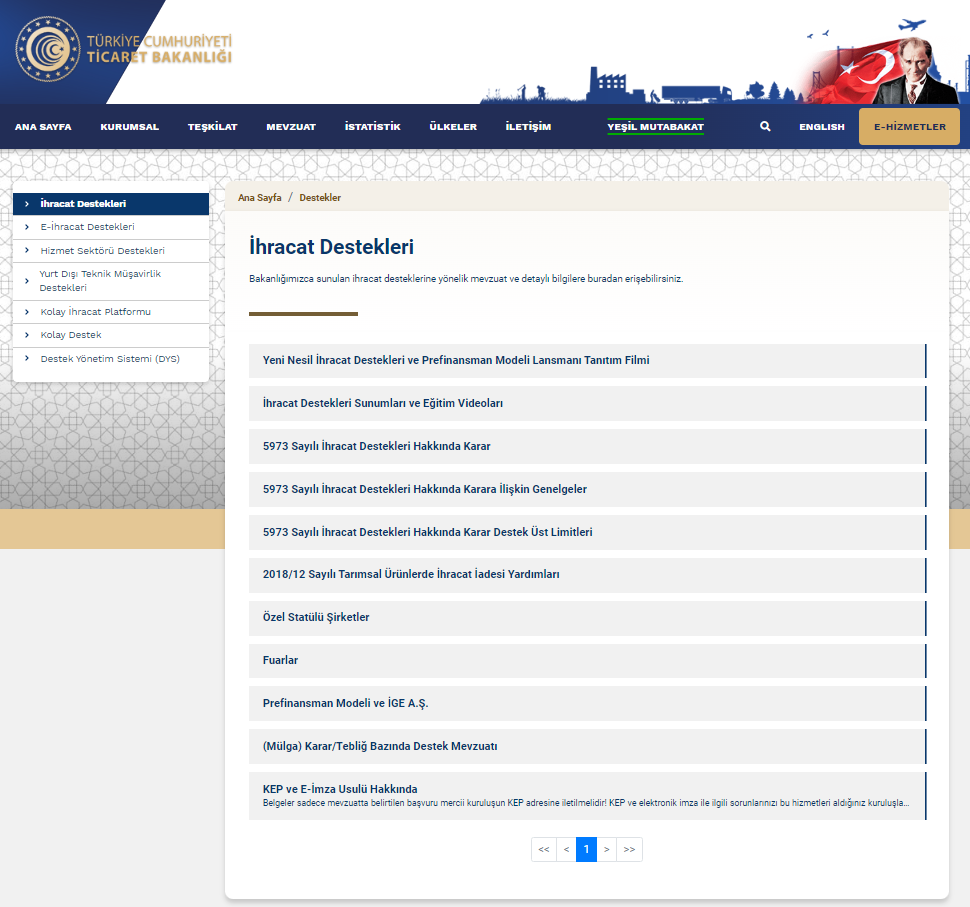 TÜRKİYE CUMHURİYETİ
TİCARET BAKANLIĞI
ANA SAYFA KURUMSAL TEŞKİLAT MEVZUAT İSTATİSTİK ÜLKELER İLETİŞİM YEŞİL MUTABAKAT ENGLISH E-HİZMETLER
İhracat Destekleri
E-İhracat Destekleri
Hizmet Sektörü Destekleri
Yurt Dışı Teknik Müşavirlik
Destekleri
Kolay İhracat Platformu
Kolay Destek
Destek Yönetim Sistemi (DYS)
Ana Sayfa / Destekler
İhracat Destekleri
Bakanlığımızca sunulan ihracat desteklerine yönelik mevzuat ve detaylı bilgilere buradan erişebilirsiniz.
Yeni Nesil İhracat Destekleri ve Prefinansman Modeli Lansmanı Tanıtım Filmi
İhracat Destekleri Sunumları ve Eğitim Videoları
5973 Sayılı İhracat Destekleri Hakkında Karar
5973 Sayılı İhracat Destekleri Hakkında Karara İlişkin Genelgeler
5973 Sayılı İhracat Destekleri Hakkında Karar Destek Üst Limitleri
2018/12 Sayılı Tarımsal Ürünlerde İhracat İadesi Yardımları
Özel Statülü Şirketler
Fuarlar
Prefinansman Modeli ve İGE A.Ş.
(Mülga) Karar/Tebliğ Bazında Destek Mevzuatı
KEP ve E-İmza Usulü Hakkında
Belgeler sadece mevzuatta belirtilen başvuru mercii kuruluşun KEP adresine iletilmelidir! KEP ve elektronik imza ile ilgili sorunlarınızı bu hizmetleri aldığınız kuruluşla...
<< < 1 > >>